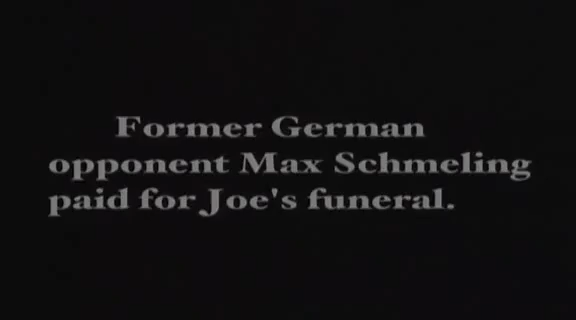 Former German
opponent Max Schmeling
paid for Joe's funeral.